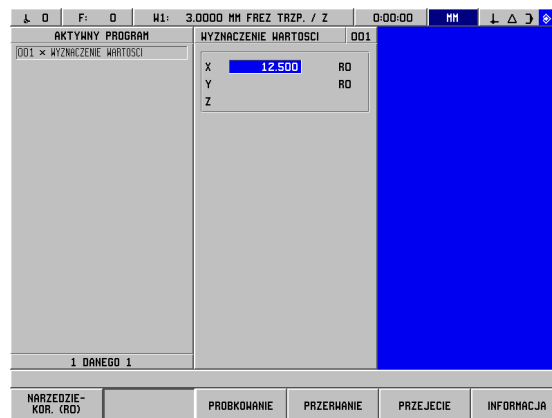 0 F: 0 W1: 3.0000 MM FREZ TRZP. / Z 0:00:00 MM
AKTYWNY PROGRAM
WYZNACZENIE WARTOSCI 001
001 × WYZNACZENIE WARTOSCI
X 12.500 R0
Y R0
Z
1 DANEGO 1
NARZEDZIE-
KOR. (R0)
PROBKOWANIE
PRZERWANIE
PRZEJECIE
INFORMACJA